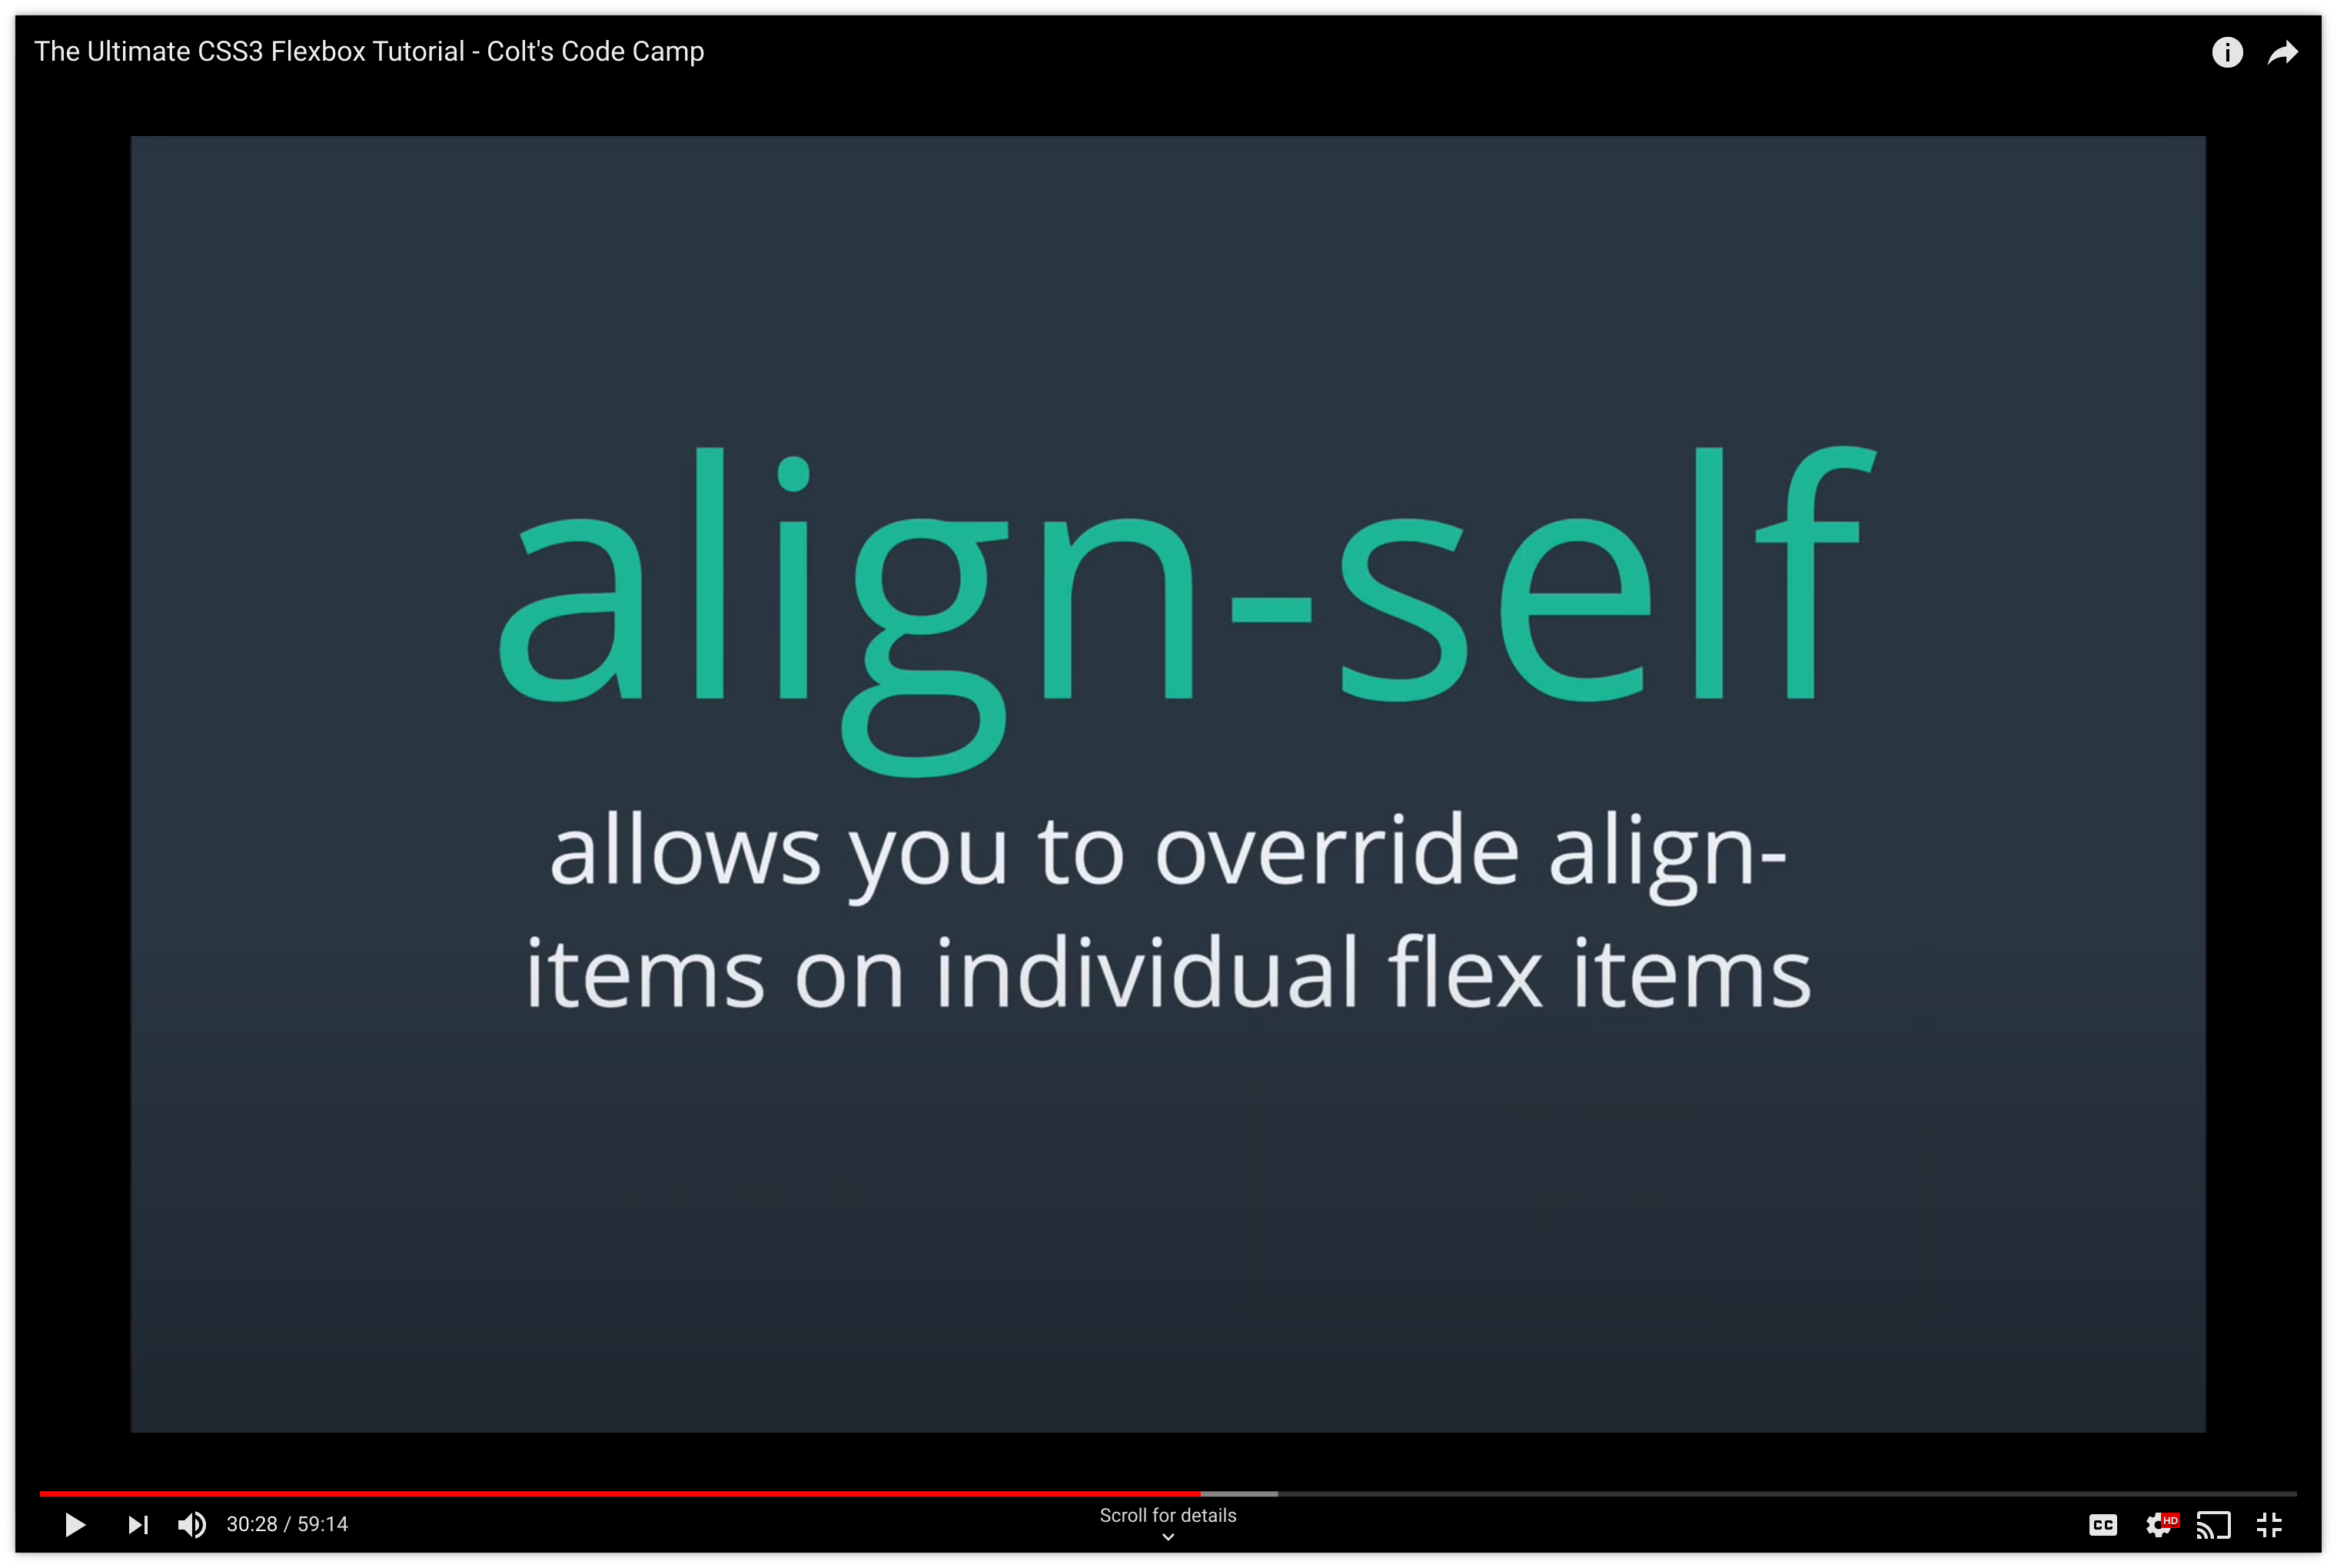 The Ultimate CSS3 Flexbox Tutorial - Colt's Code Camp
align-self
allows you to override align-
items on individual flex items
30:28 / 59:14
Scroll for details
CC
HD